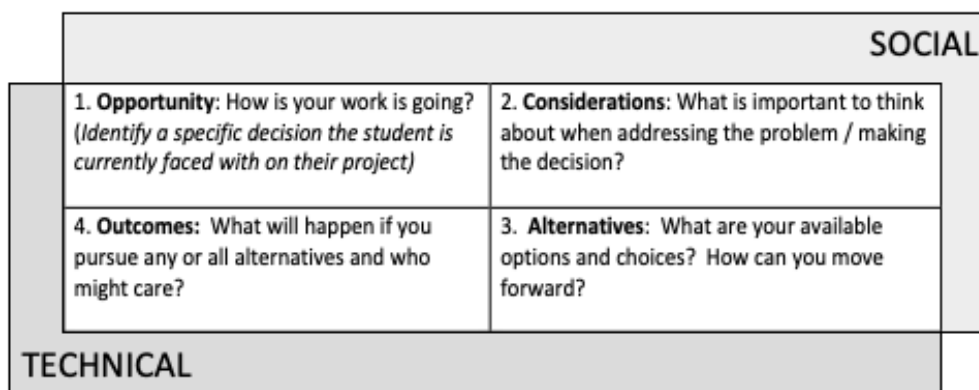 SOCIAL
1. Opportunity: How is your work is going?
(Identify a specific decision the student is
currently faced with on their project)
2. Considerations: What is important to think
about when addressing the problem / making
the decision?
4. Outcomes: What will happen if you
pursue any or all alternatives and who
might care?
3. Alternatives: What are your available
options and choices? How can you move
forward?
TECHNICAL